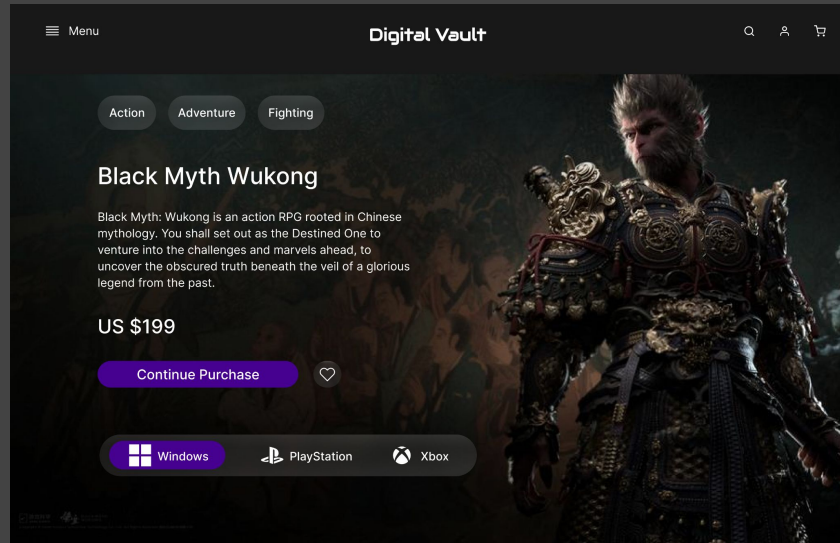 Menu
Digital Vault
Action
Adventure
Fighting
Black Myth Wukong
Black Myth: Wukong is an action RPG rooted in Chinese
mythology. You shall set out as the Destined One to
venture into the challenges and marvels ahead, to
uncover the obscured truth beneath the veil of a glorious
legend from the past.
US $199
Continue Purchase
Windows
PlayStation
Xbox